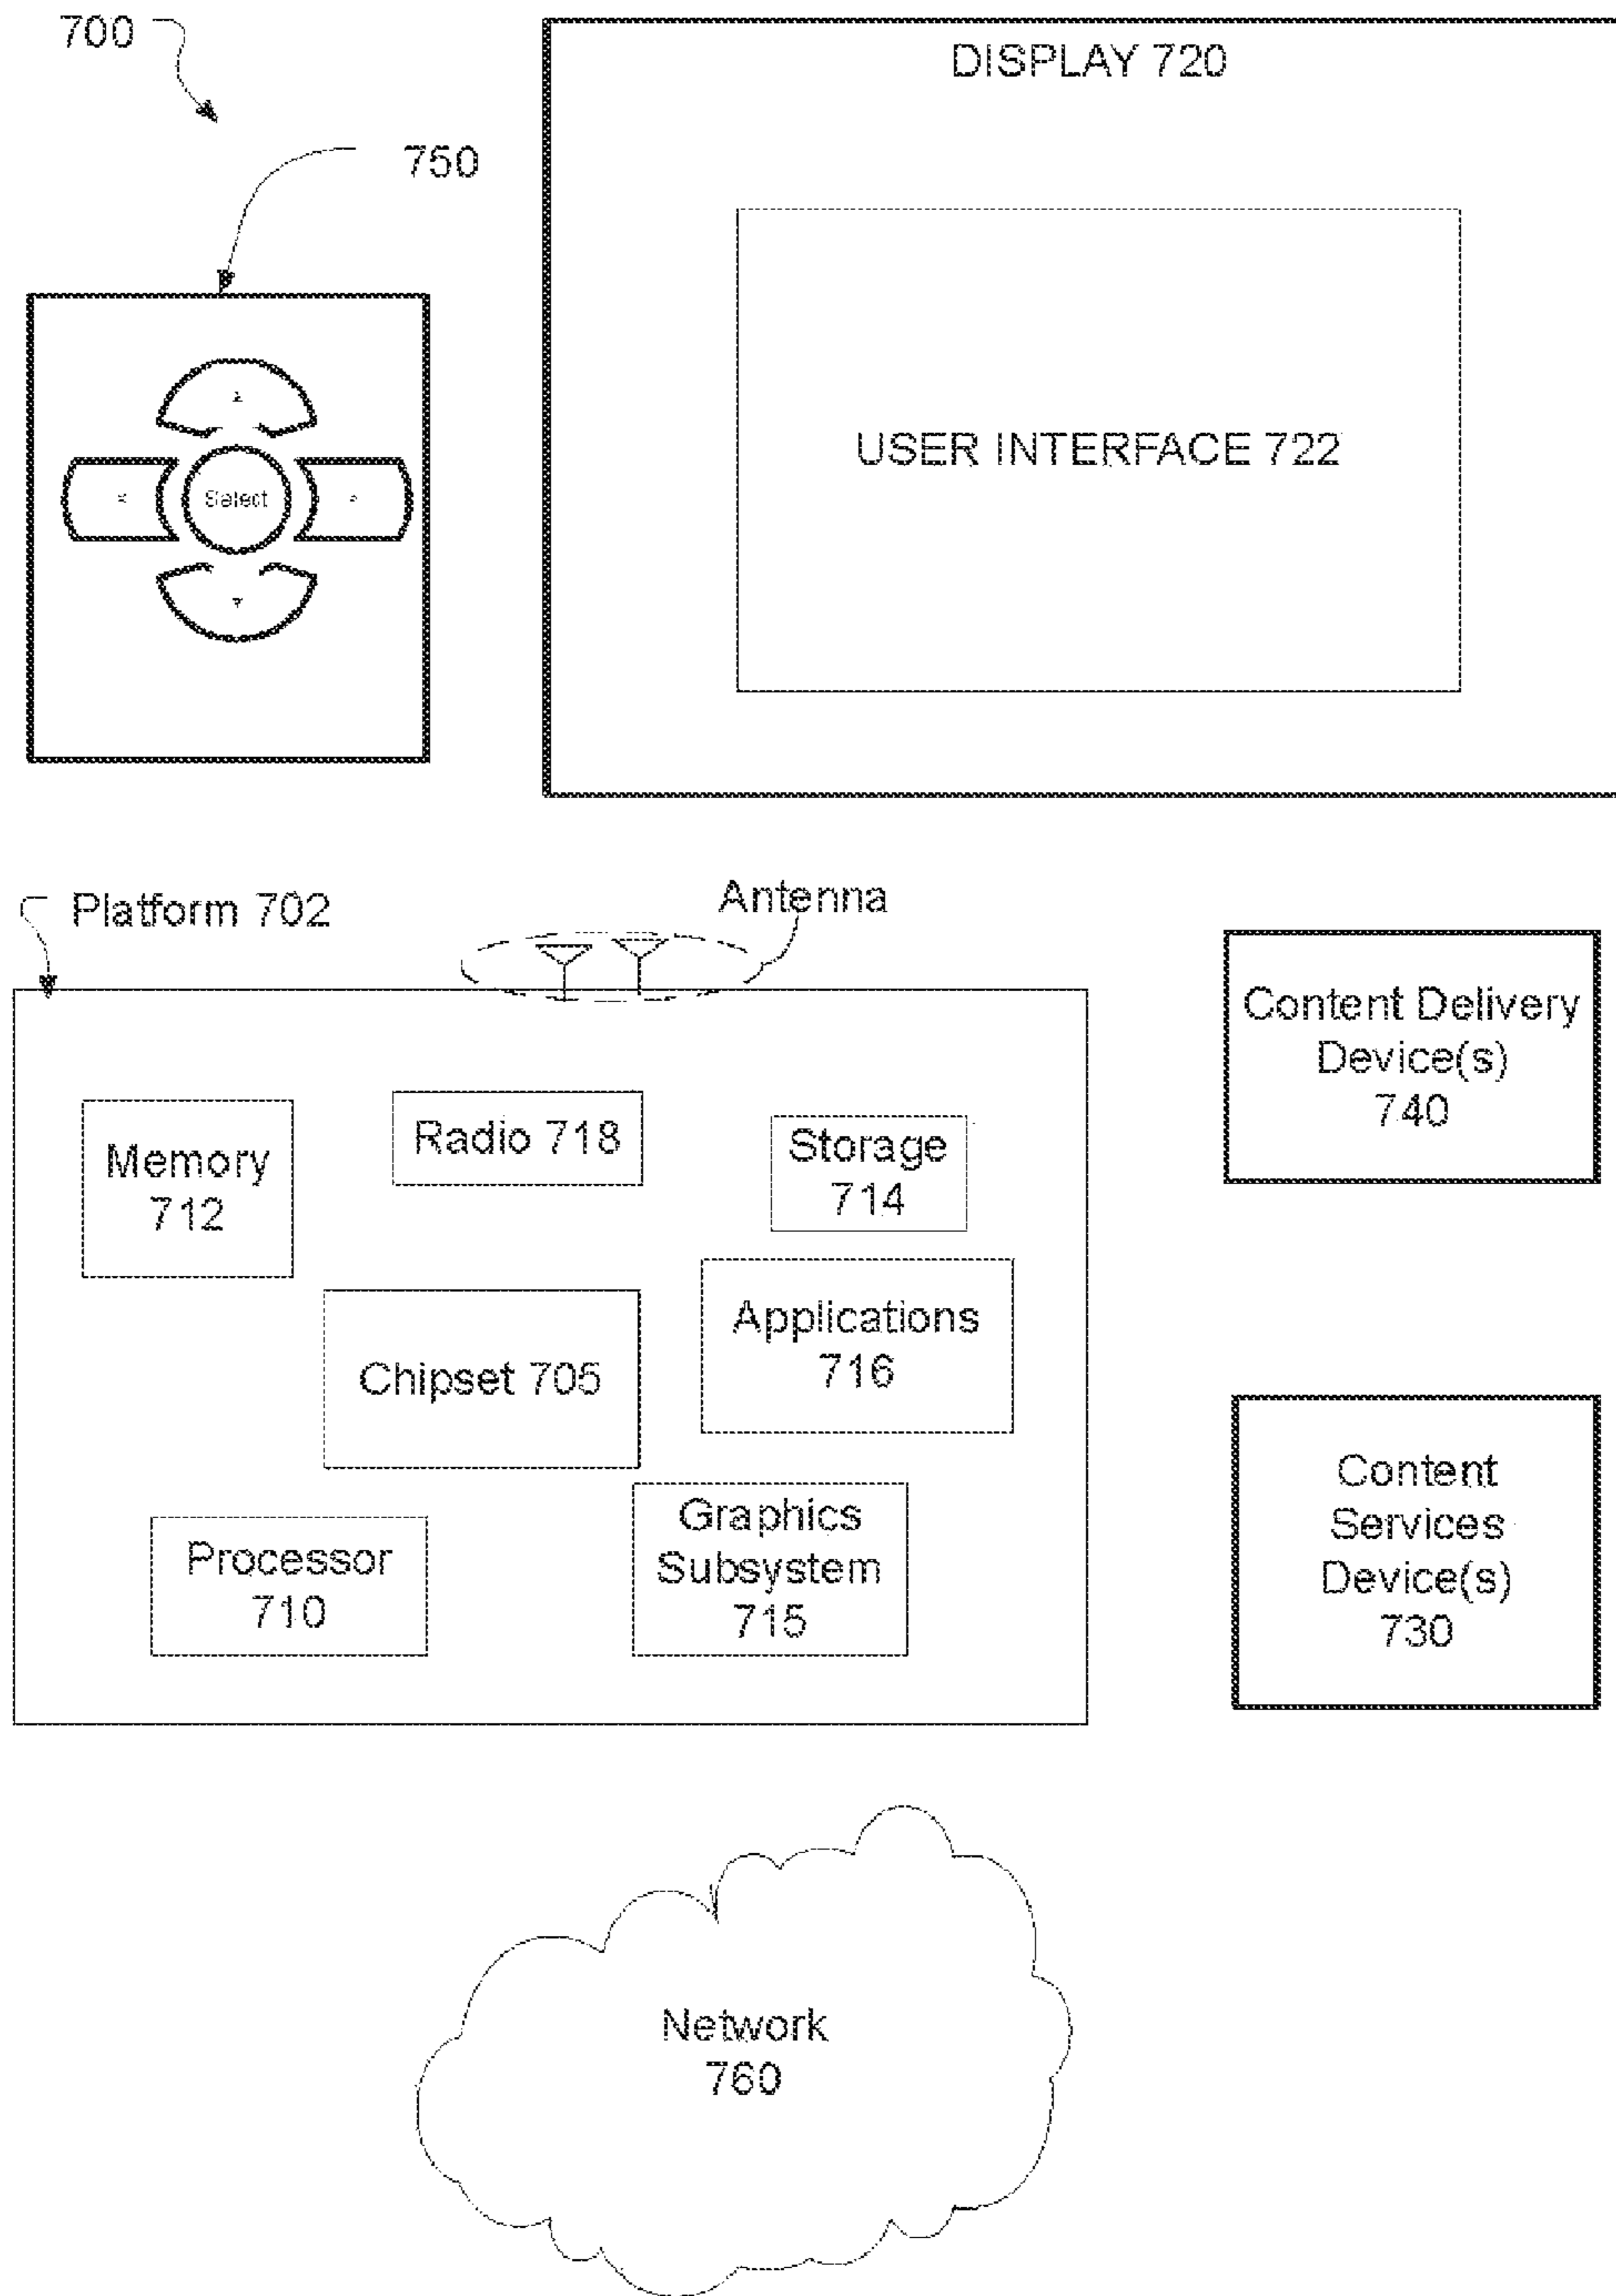 700
DISPLAY 720
750
USER INTERFACE 722
Select
Platform 702
Antenna
Content Delivery
Device(s)
740
Memory
712
Radio 718
Storage
714
Chipset 705
Applications
716
Processor
710
Graphics
Subsystem
715
Content
Services
Device(s)
730
Network
760